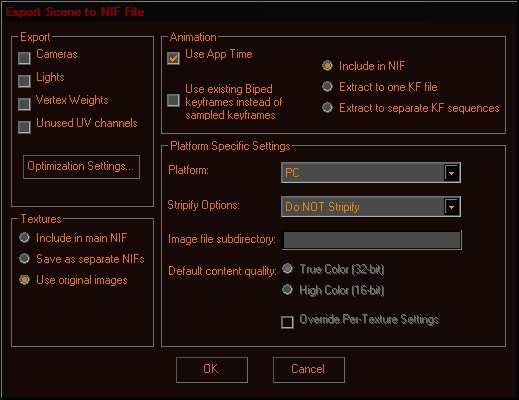 Export Scene to NIF File
Export
Cameras
Lights
Vertex Weights
Unused UV channels
Optimization Settings...
Textures
Include in main NIF
Save as separate NIFs
Use original images
Animation
Use App Time
Use existing Biped
keyframes instead of
sampled keyframes
Include in NIF
Extract to one KF file
Extract to separate KF sequences
Platform Specific Settings
Platform:
PC
Stripify Options:
Do NOT Stripify
Image file subdirectory:
Default content quality:
True Color (32-bit)
High Color (16-bit)
Override Per-Texture Settings
OK
Cancel